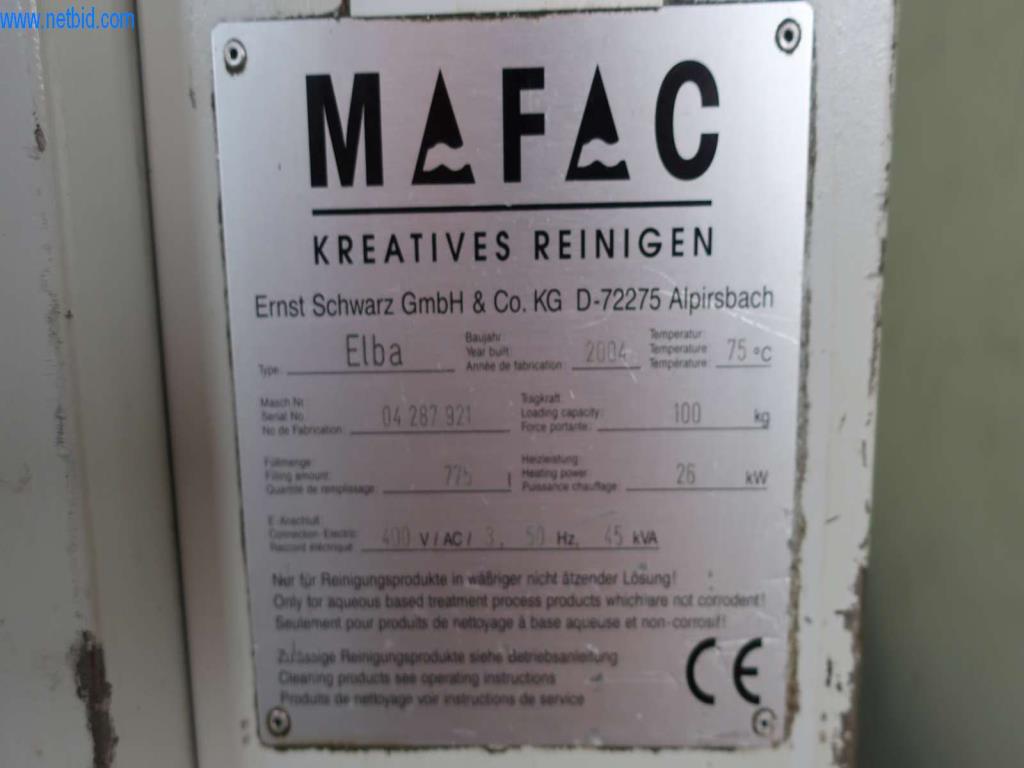 www.netbid.com
MAFAC
KREATIVES REINIGEN
Ernst Schwarz GmbH & Co. KG D-72275 Alpirsbach
Type: Elba
Baujahr:
Year built:
Année de fabrication: 2004
Temperatur:
Temperature:
Température: 75 °C
Masch Nr.
Serial No.
No de Fabrication: 04 287 921
Tragkraft:
Loading capacity:
Force portante: 100 kg
Füllmenge:
Filling amount:
Quantité de remplissage: 775 l
Heizleistung:
Heating power:
Puissance chauffage: 26 kW
E-Anschluß:
Connection Electric:
Raccord électrique: 400 V/AC/ 3, 50 Hz, 45 kVA
Nur für Reinigungsprodukte in wäßriger nicht ätzender Lösung!
Only for aqueous based treatment process products which are not corrodent!
Seulement pour produits de nettoyage à base aqueuse et non-corrosif!
Zulässige Reinigungsprodukte siehe Betriebsanleitung
Cleaning products see operating instructions
Produits de nettoyage voir instructions de service
CE